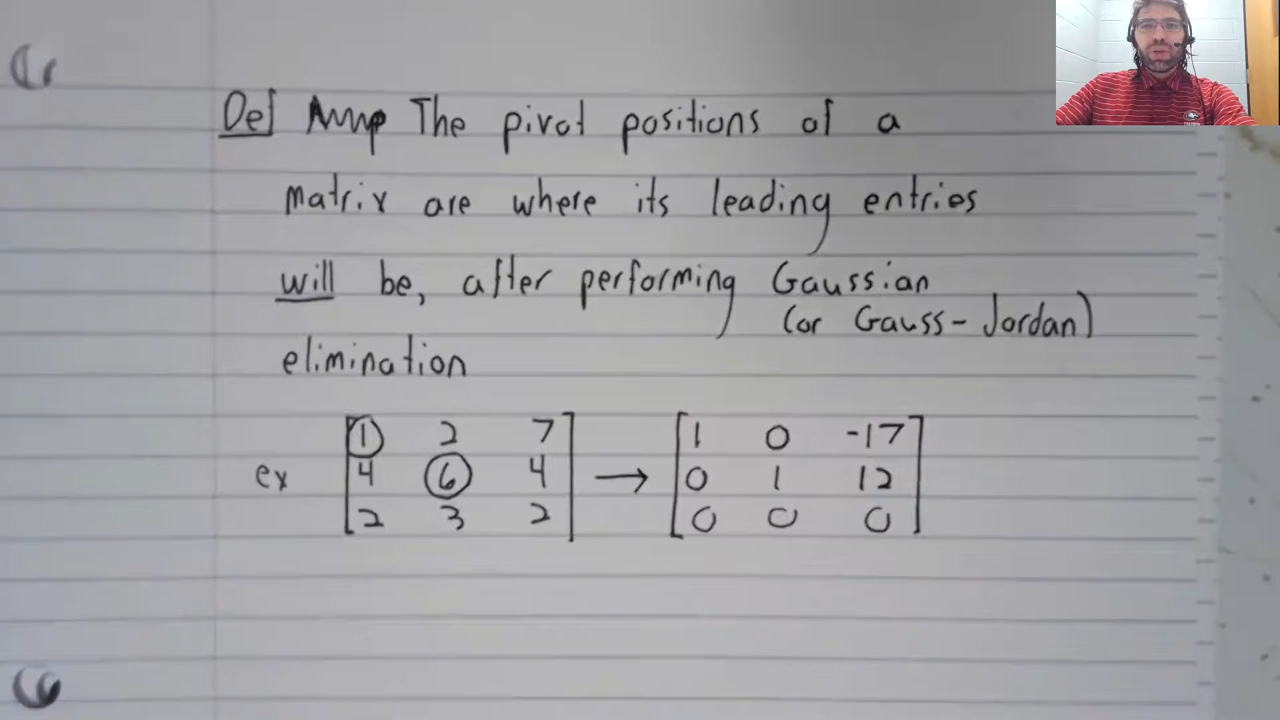 Def The pivot positions of a
matrix are where its leading entries
will be, after performing Gaussian
(or Gauss-Jordan)
elimination
ex [1 2 7 → [1 0 -17
4 6 4 0 1 12
2 3 2] 0 0 0]